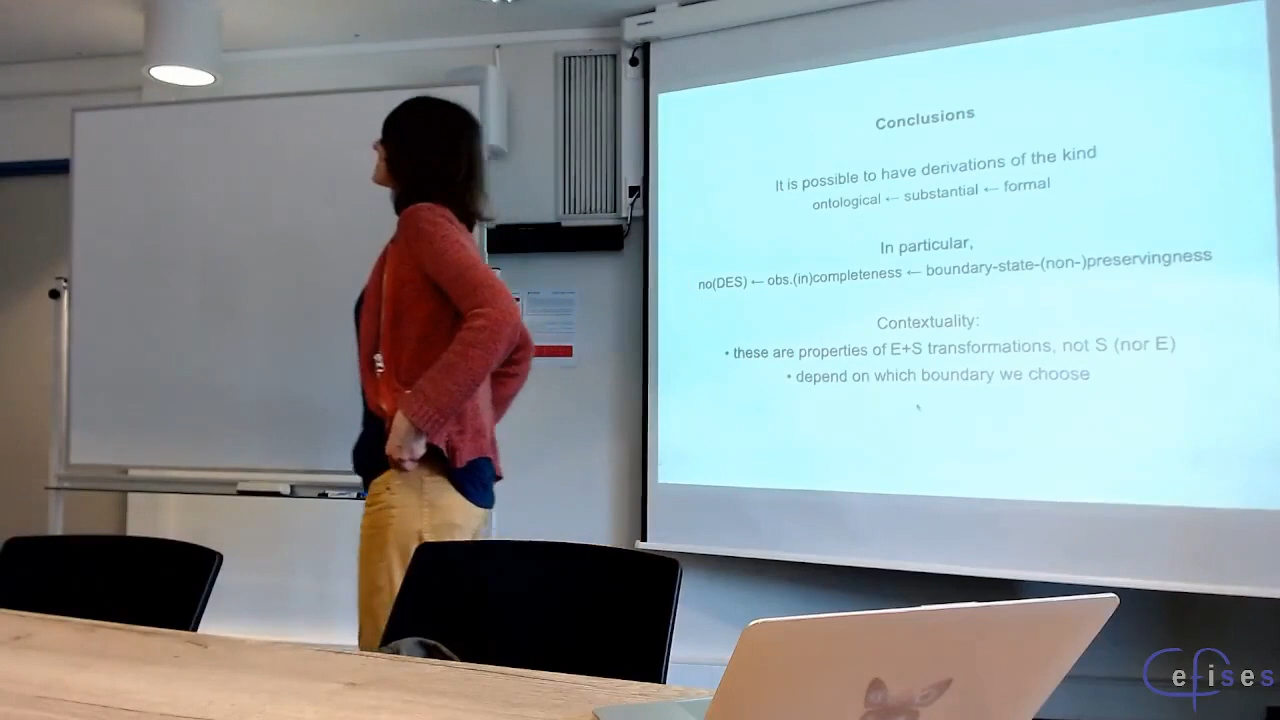 Conclusions
It is possible to have derivations of the kind
ontological ← substantial ← formal
In particular,
no(DES) ← obs.(in)completeness ← boundary-state-(non-)preservingness
Contextuality:
• these are properties of E+S transformations, not S (nor E)
• depend on which boundary we choose
Cefises